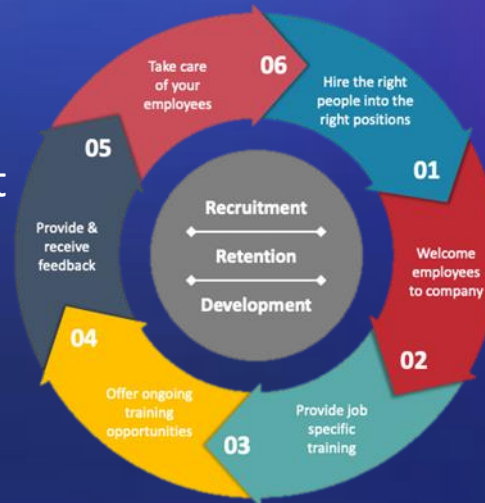 Hire the right
people into the
right positions
01
Welcome
employees
to company
02
Provide job
specific
training
03
Offer ongoing
training
opportunities
04
Provide &
receive
feedback
05
Take care
of your
employees
06
Recruitment
Retention
Development
t